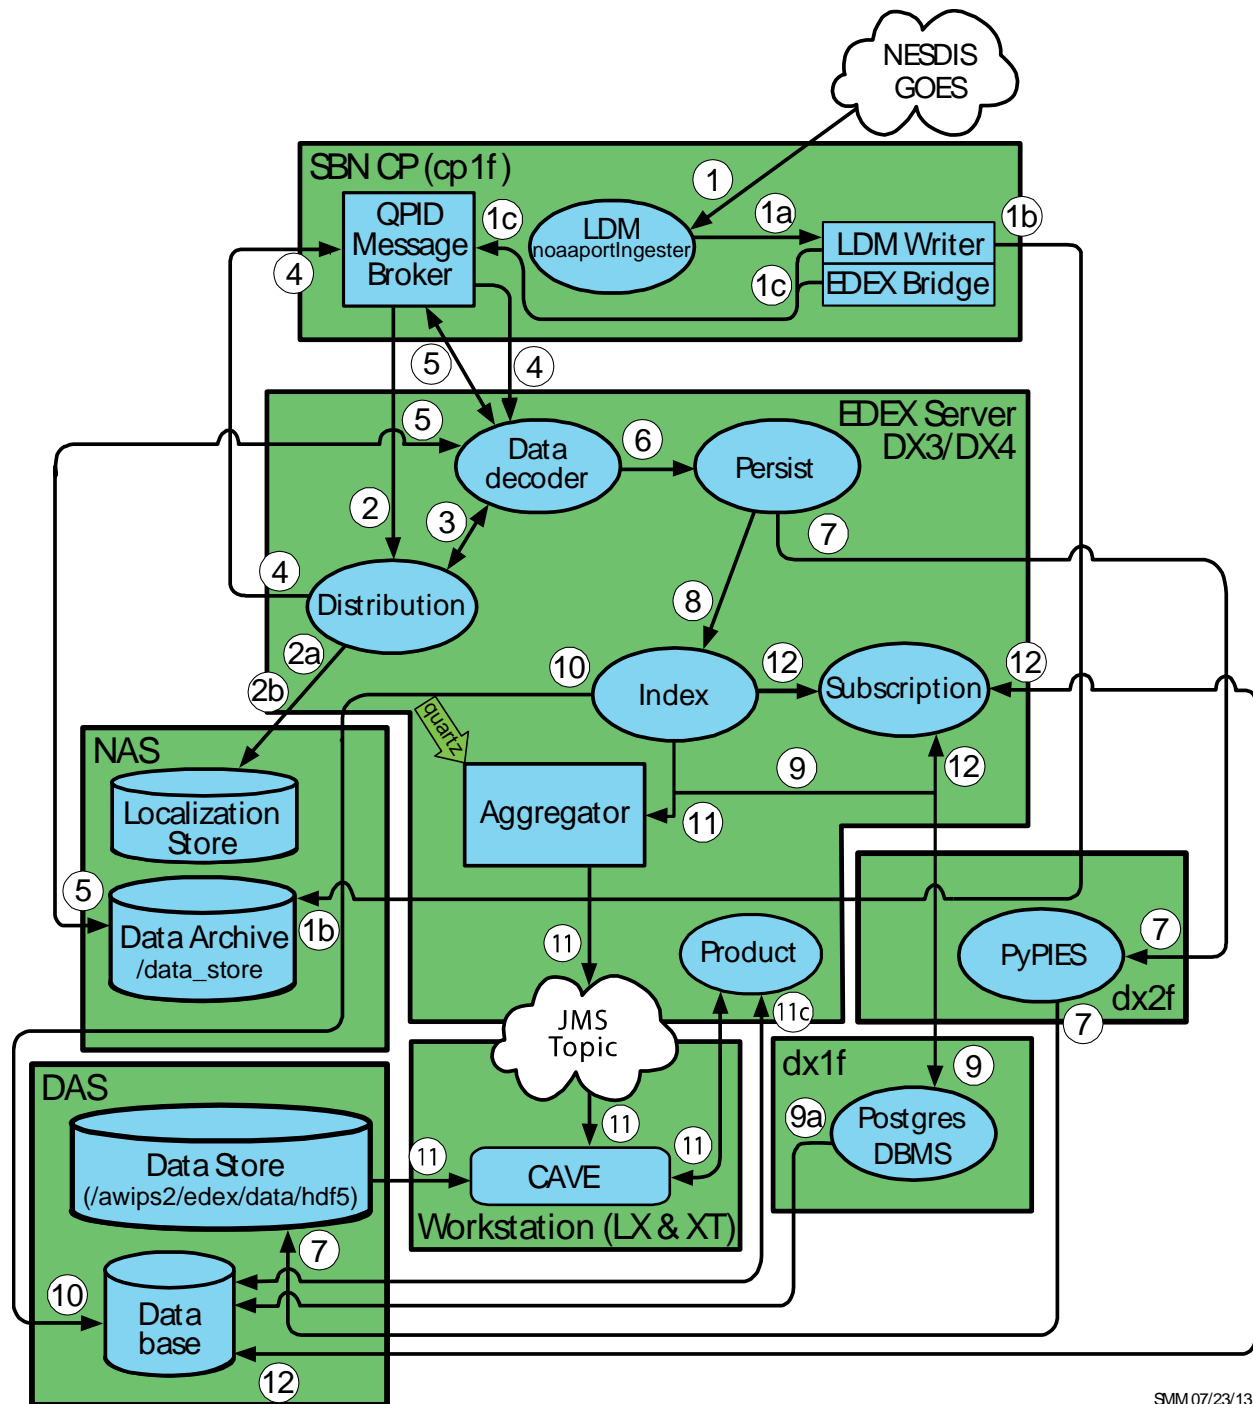 NESDIS
GOES
SBN CP (cp1f)
1
QPID
Message
Broker
1c
LDM
noaaportIngester
1a
1b
LDM Writer
EDEX Bridge
1c
4
5
4
EDEX Server
DX3/DX4
5
Data
decoder
6
Persist
2
3
7
4
Distribution
8
2a
2b
10
Index
12
Subscription
12
quartz
NAS
9
12
Localization
Store
Aggregator
11
5
Data Archive
/data_store
1b
11
Product
7
PyPIES
dx2f
11c
7
JMS
Topic
dx1f
9
DAS
9a
Postgres
DBMS
11
11
Data Store
(/awips2/edex/data/hdf5)
11
CAVE
Workstation (LX & XT)
7
10
Data
base
12
SMM 07/23/13